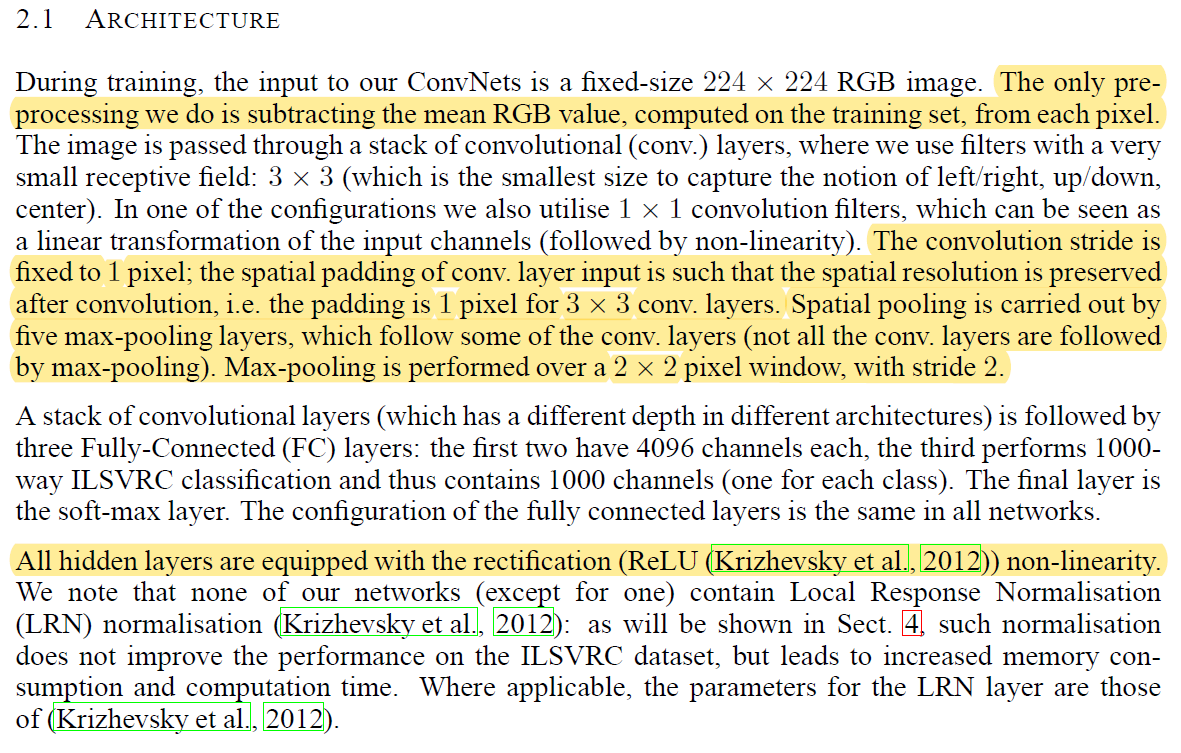 2.1 ARCHITECTURE
During training, the input to our ConvNets is a fixed-size 224 × 224 RGB image. The only pre-
processing we do is subtracting the mean RGB value, computed on the training set, from each pixel.
The image is passed through a stack of convolutional (conv.) layers, where we use filters with a very
small receptive field: 3 × 3 (which is the smallest size to capture the notion of left/right, up/down,
center). In one of the configurations we also utilise 1 × 1 convolution filters, which can be seen as
a linear transformation of the input channels (followed by non-linearity). The convolution stride is
fixed to 1 pixel; the spatial padding of conv. layer input is such that the spatial resolution is preserved
after convolution, i.e. the padding is 1 pixel for 3 × 3 conv. layers. Spatial pooling is carried out by
five max-pooling layers, which follow some of the conv. layers (not all the conv. layers are followed
by max-pooling). Max-pooling is performed over a 2 × 2 pixel window, with stride 2.
A stack of convolutional layers (which has a different depth in different architectures) is followed by
three Fully-Connected (FC) layers: the first two have 4096 channels each, the third performs 1000-
way ILSVRC classification and thus contains 1000 channels (one for each class). The final layer is
the soft-max layer. The configuration of the fully connected layers is the same in all networks.
All hidden layers are equipped with the rectification (ReLU (Krizhevsky et al., 2012)) non-linearity.
We note that none of our networks (except for one) contain Local Response Normalisation
(LRN) normalisation (Krizhevsky et al., 2012): as will be shown in Sect. 4, such normalisation
does not improve the performance on the ILSVRC dataset, but leads to increased memory con-
sumption and computation time. Where applicable, the parameters for the LRN layer are those
of (Krizhevsky et al., 2012).